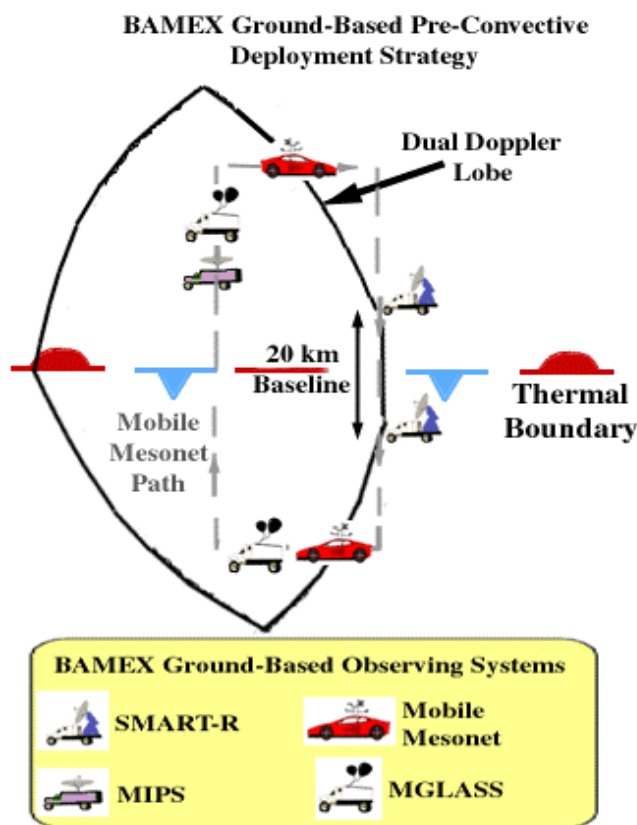 BAMEX Ground-Based Pre-Convective
Deployment Strategy
Dual Doppler
Lobe
20 km
Baseline
Thermal
Boundary
Mobile
Mesonet
Path
BAMEX Ground-Based Observing Systems
SMART-R
Mobile
Mesonet
MIPS
MGLASS